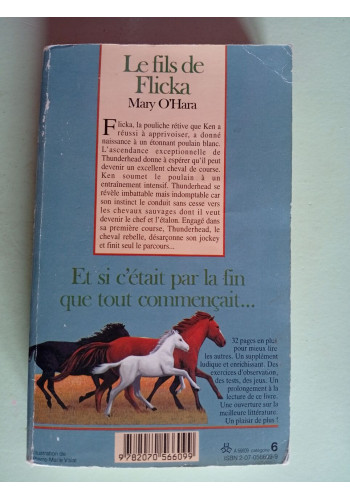 Le fils de
Flicka
Mary O'Hara
Flicka, la pouliche rétive que Ken a
réussi à apprivoiser, a donné
naissance à un étonnant poulain blanc.
L'ascendance exceptionnelle de
Thunderhead donne à espérer qu'il peut
devenir un excellent cheval de course.
Ken soumet le poulain à un
entraînement intensif. Thunderhead se
révèle imbattable mais indomptable car
son instinct le conduit sans cesse vers
les chevaux sauvages dont il veut
devenir le chef et l'étalon. Engagé dans
sa première course, Thunderhead, le
cheval rebelle, désarçonne son jockey
et finit seul le parcours...
Et si c'était par la fin
que tout commençait...
32 pages en plus
pour mieux lire
les autres. Un supplément
ludique et enrichissant. Des
exercices d'observation,
des tests, des jeux. Un
prolongement à la
lecture de ce livre.
Une ouverture sur la
meilleure littérature.
Un plaisir de plus !
Illustration de
catégorie 6
9 782070 566099